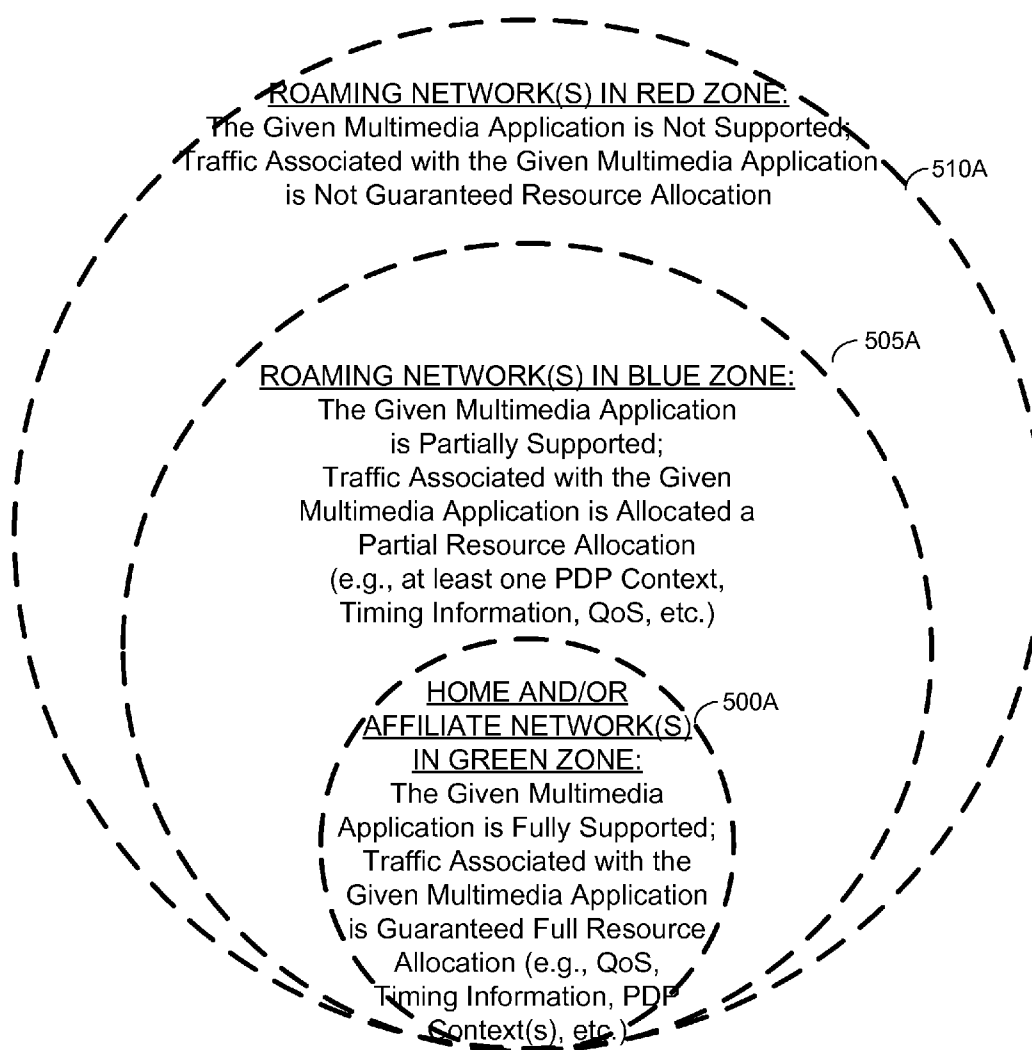 ROAMING NETWORK(S) IN RED ZONE:
The Given Multimedia Application is Not Supported;
Traffic Associated with the Given Multimedia Application
is Not Guaranteed Resource Allocation
510A
505A
ROAMING NETWORK(S) IN BLUE ZONE:
The Given Multimedia Application
is Partially Supported;
Traffic Associated with the Given
Multimedia Application is Allocated a
Partial Resource Allocation
(e.g., at least one PDP Context,
Timing Information, QoS, etc.)
HOME AND/OR
500A
AFFILIATE NETWORK(S)
IN GREEN ZONE:
The Given Multimedia
Application is Fully Supported;
Traffic Associated with the
Given Multimedia Application
is Guaranteed Full Resource
Allocation (e.g., QoS,
Timing Information, PDP
Context(s), etc.)